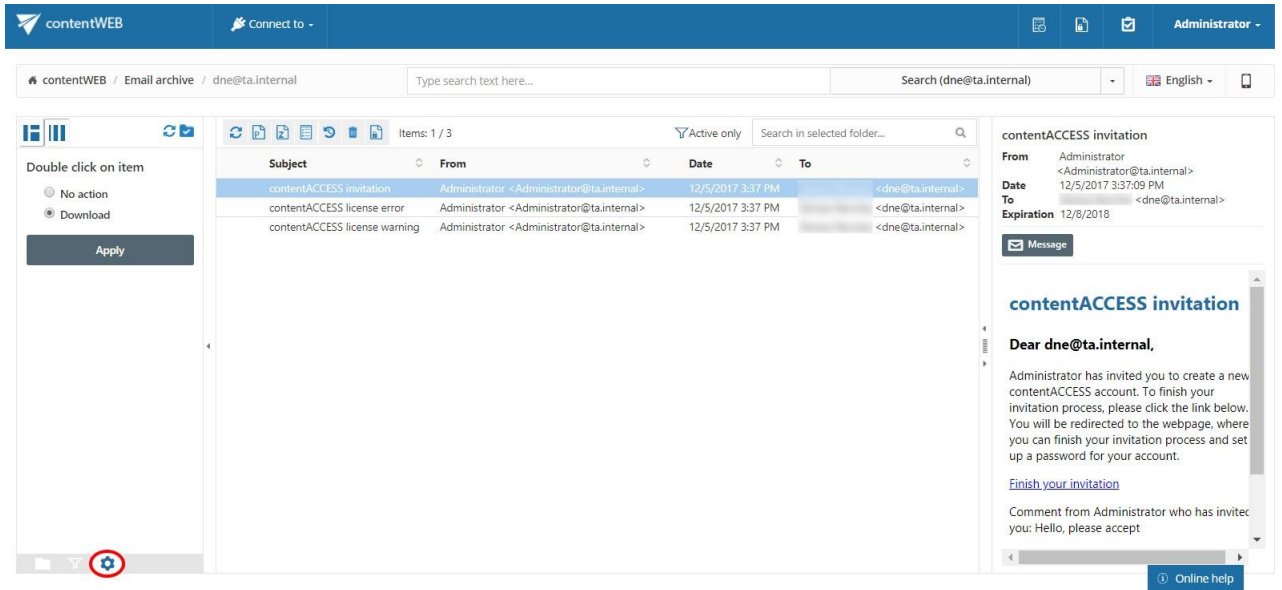 contentWEB
Connect to
Administrator
contentWEB / Email archive / dne@ta.internal
Type search text here...
Search (dne@ta.internal)
English
Double click on item
No action
Download
Apply
Items: 1 / 3
Active only
Search in selected folder...
Subject From Date To
contentACCESS invitation Administrator <Administrator@ta.internal> 12/5/2017 3:37 PM <dne@ta.internal>
contentACCESS license error Administrator <Administrator@ta.internal> 12/5/2017 3:37 PM <dne@ta.internal>
contentACCESS license warning Administrator <Administrator@ta.internal> 12/5/2017 3:37 PM <dne@ta.internal>
contentACCESS invitation
From Administrator
<Administrator@ta.internal>
Date 12/5/2017 3:37:09 PM
To <dne@ta.internal>
Expiration 12/8/2018
Message
contentACCESS invitation
Dear dne@ta.internal,
Administrator has invited you to create a new
contentACCESS account. To finish your
invitation process, please click the link below.
You will be redirected to the webpage, where
you can finish your invitation process and set
up a password for your account.
Finish your invitation
Comment from Administrator who has invited
you: Hello, please accept
Online help